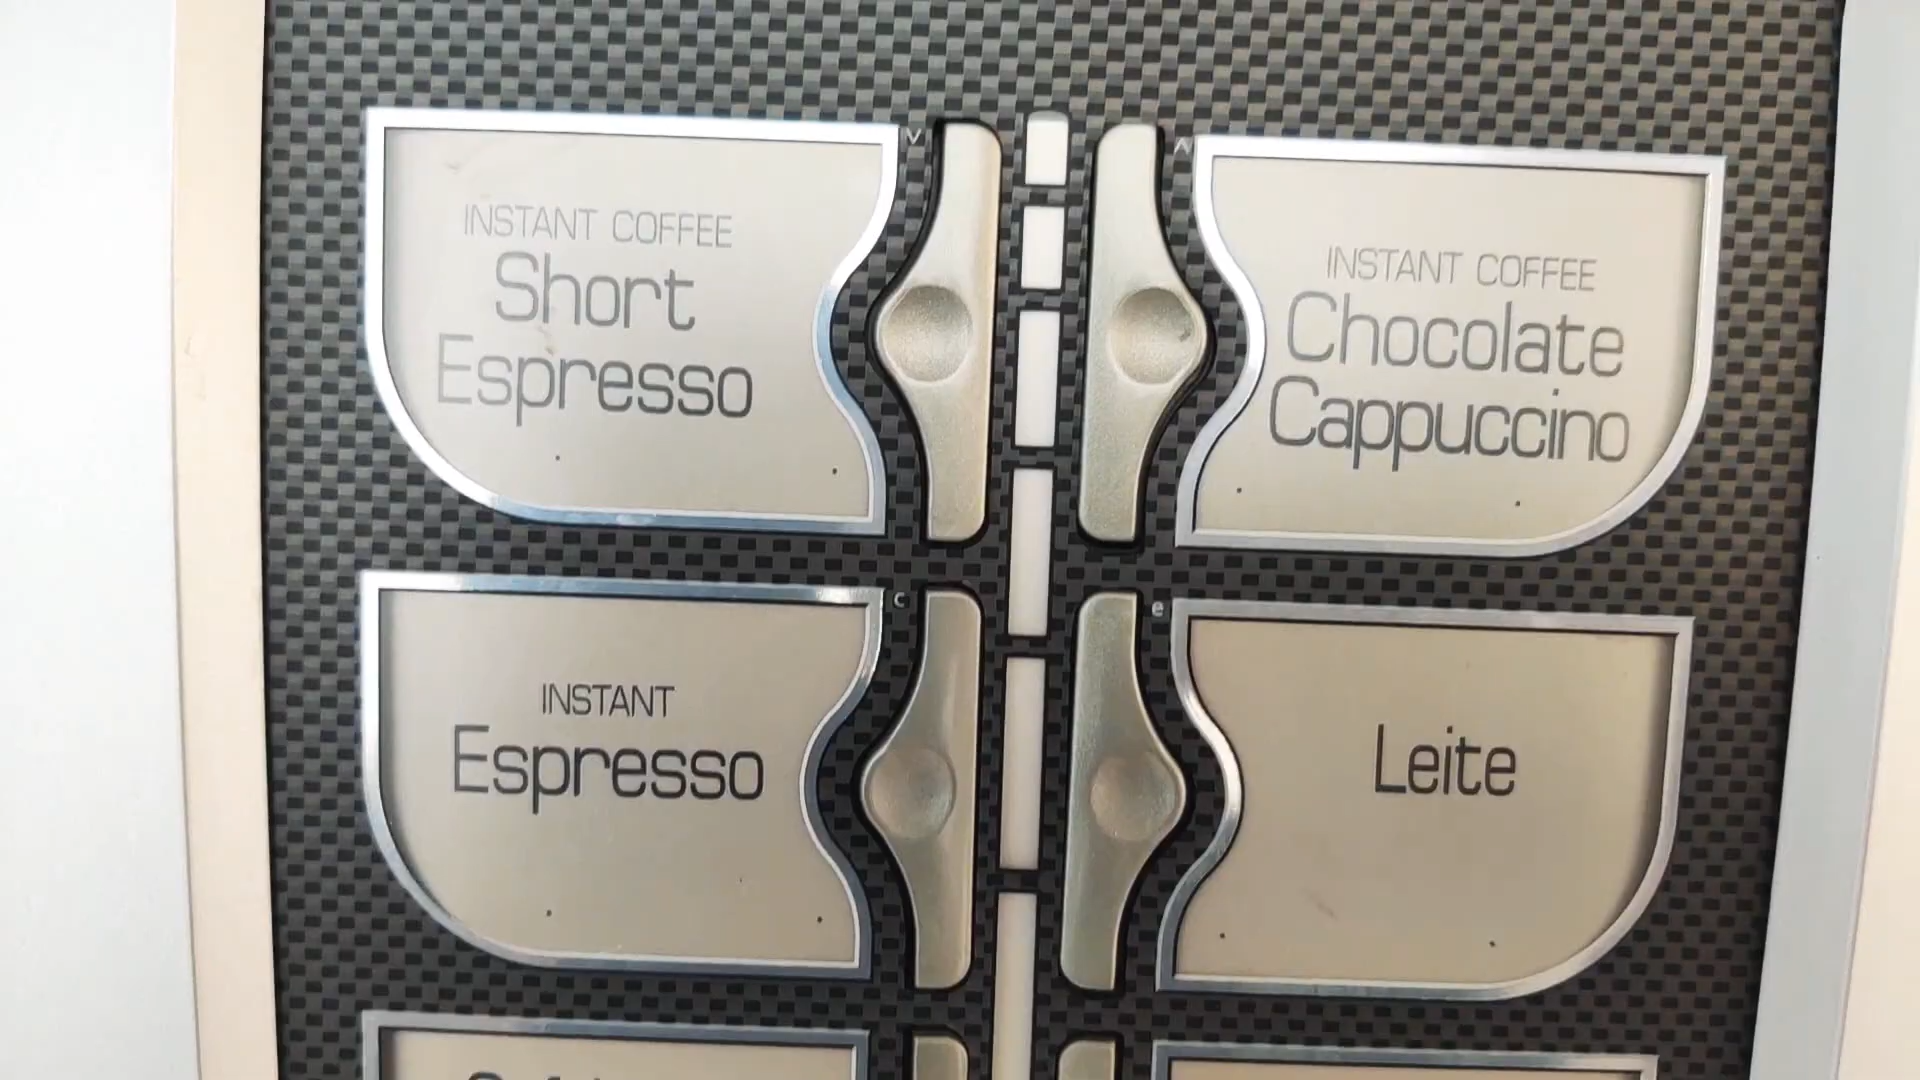 INSTANT COFFEE
Short
Espresso
INSTANT COFFEE
Chocolate
Cappuccino
c
INSTANT
Espresso
e
Leite